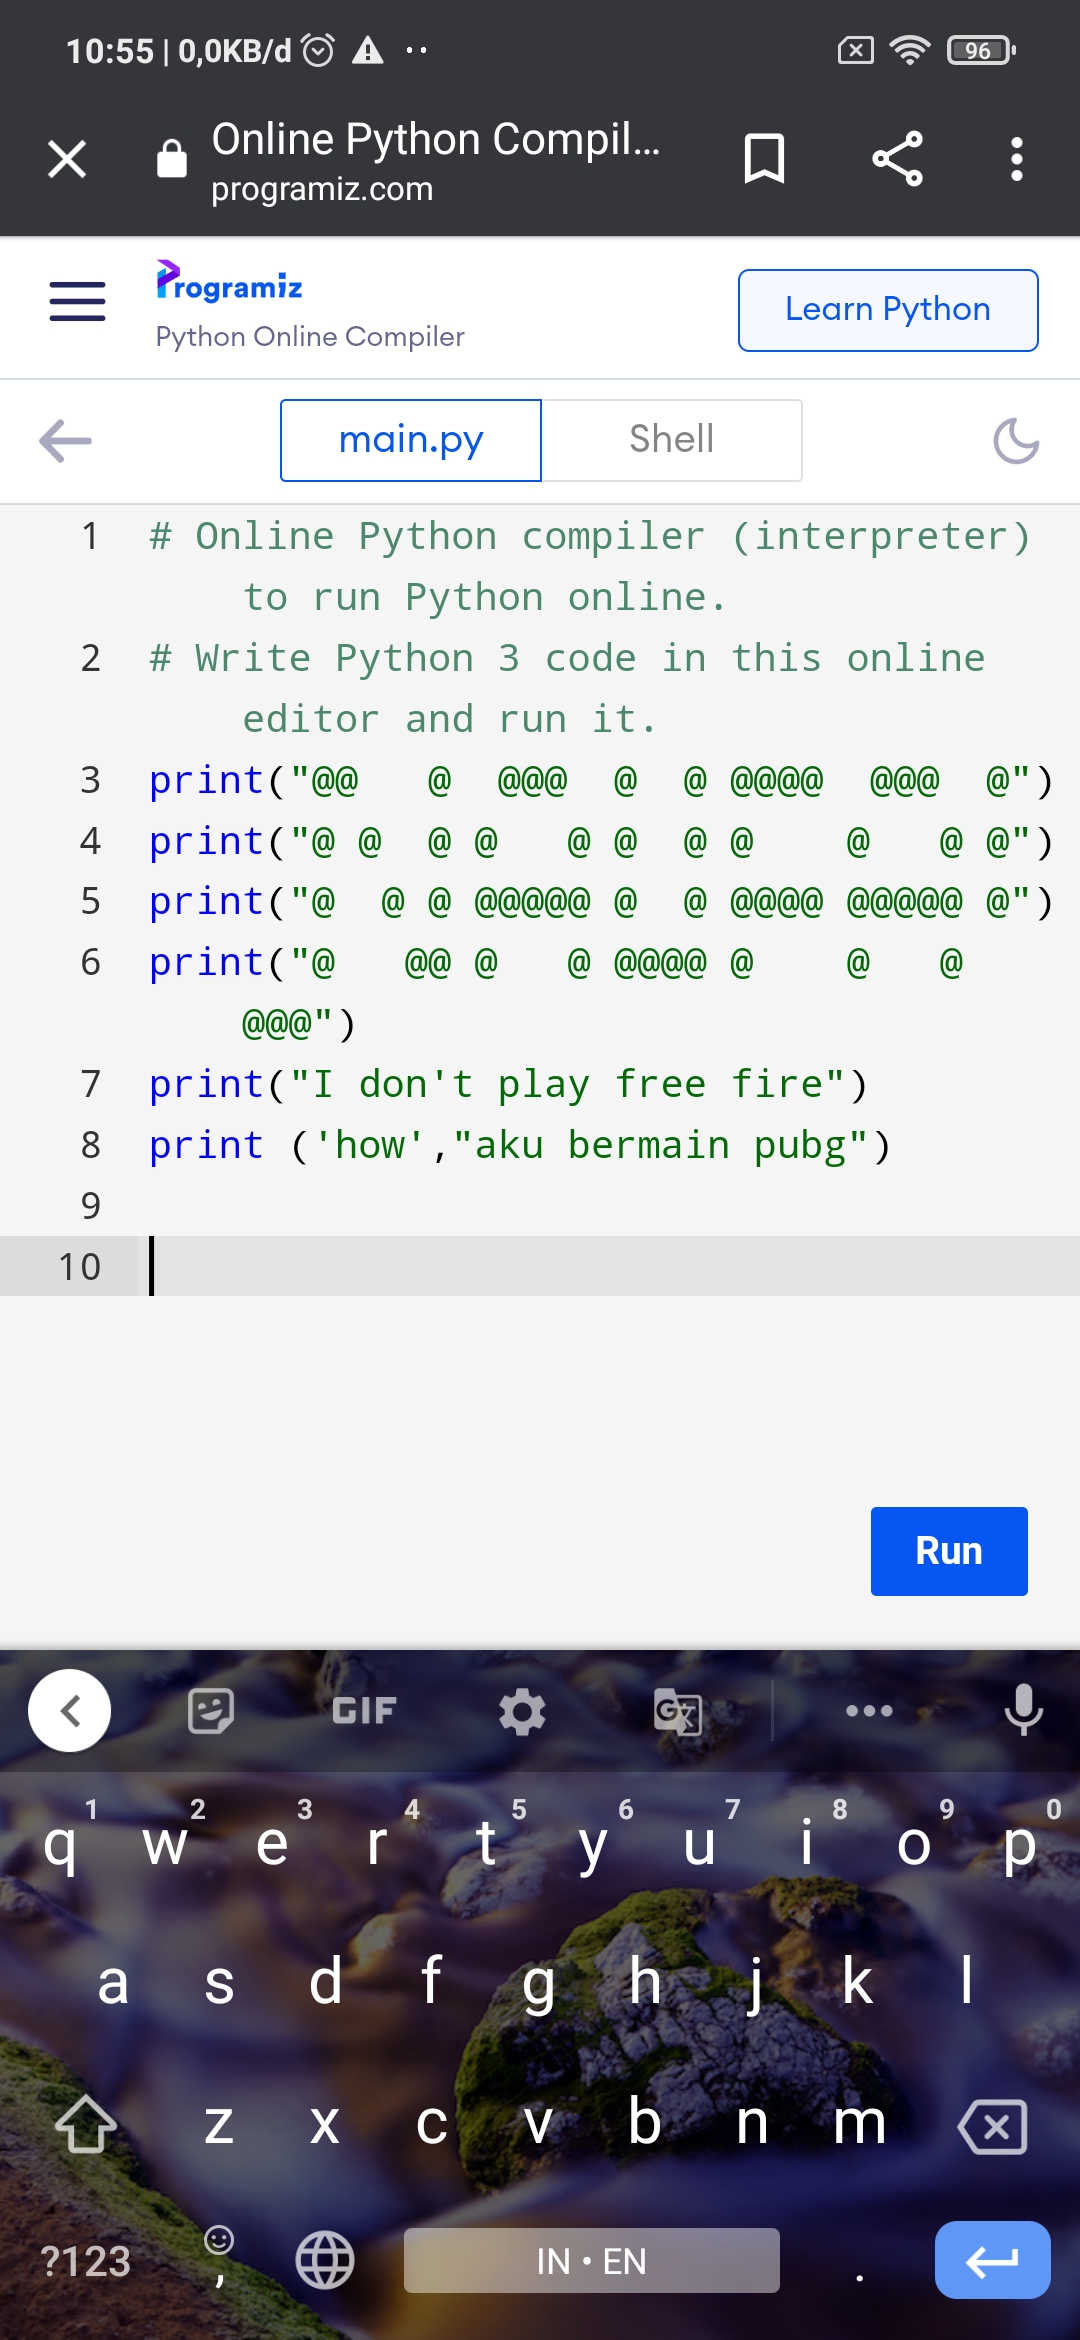 10:55 | 0,0KB/d
96
Online Python Compil...
programiz.com
Programiz
Python Online Compiler
Learn Python
main.py
Shell
1 # Online Python compiler (interpreter)
to run Python online.
2 # Write Python 3 code in this online
editor and run it.
3 print("@@   @  @@@  @  @ @@@@  @@@  @")
4 print("@ @  @ @   @ @  @ @    @   @ @")
5 print("@  @ @ @@@@@ @  @ @@@@ @@@@@ @")
6 print("@   @@ @   @ @@@@ @    @   @
@@@")
7 print("I don't play free fire")
8 print ('how',"aku bermain pubg")
9
10
Run
GIF
1 2 3 4 5 6 7 8 9 0
q w e r t y u i o p
a s d f g h j k l
z x c v b n m
?123 , IN • EN .